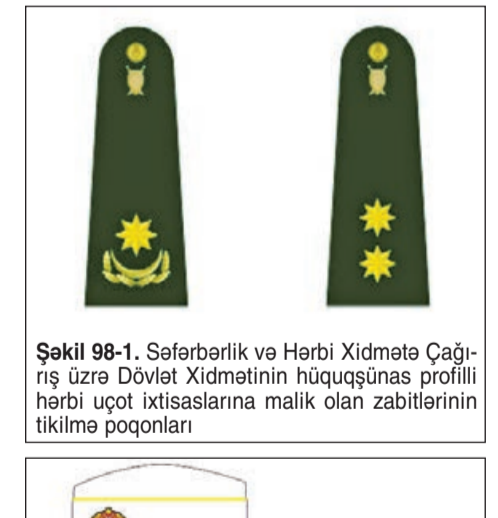 Şəkil 98-1. Səfərbərlik və Hərbi Xidmətə Çağı-
rış üzrə Dövlət Xidmətinin hüquqşünas profilli
hərbi uçot ixtisaslarına malik olan zabitlərinin
tikilmə poqonları